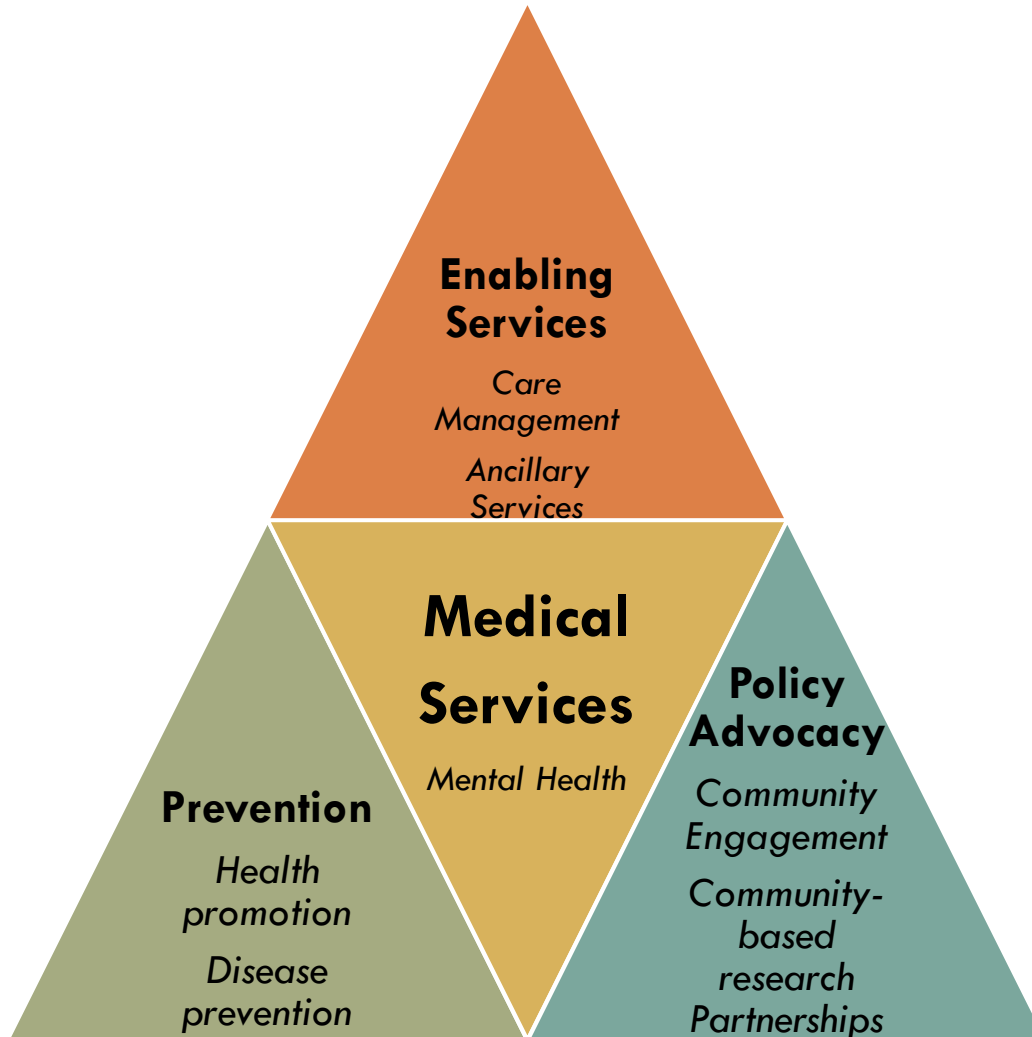 Enabling
Services
Care
Management
Ancillary
Services
Medical
Services
Mental Health
Prevention
Health
promotion
Disease
prevention
Policy
Advocacy
Community
Engagement
Community-
based
research
Partnerships